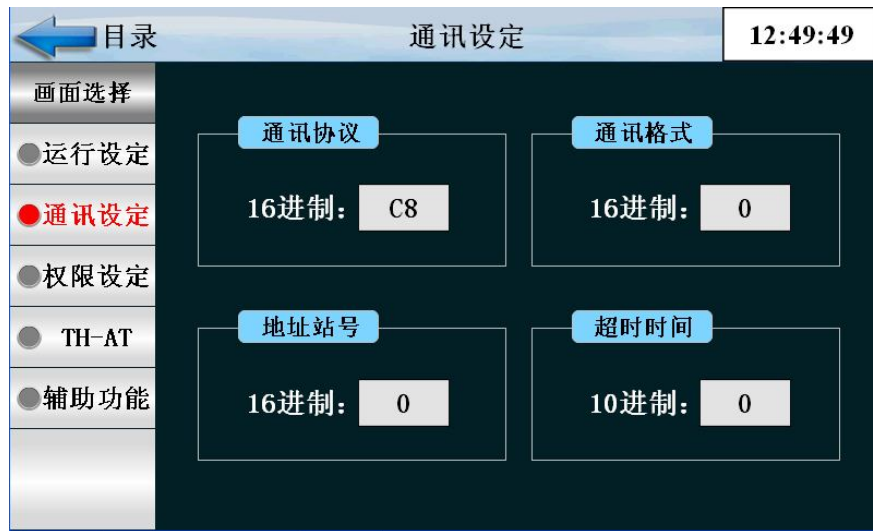 目录
通讯设定
12:49:49
画面选择
运行设定
通讯设定
权限设定
TH-AT
辅助功能
通讯协议
16进制： C8
通讯格式
16进制： 0
地址站号
16进制： 0
超时时间
10进制： 0